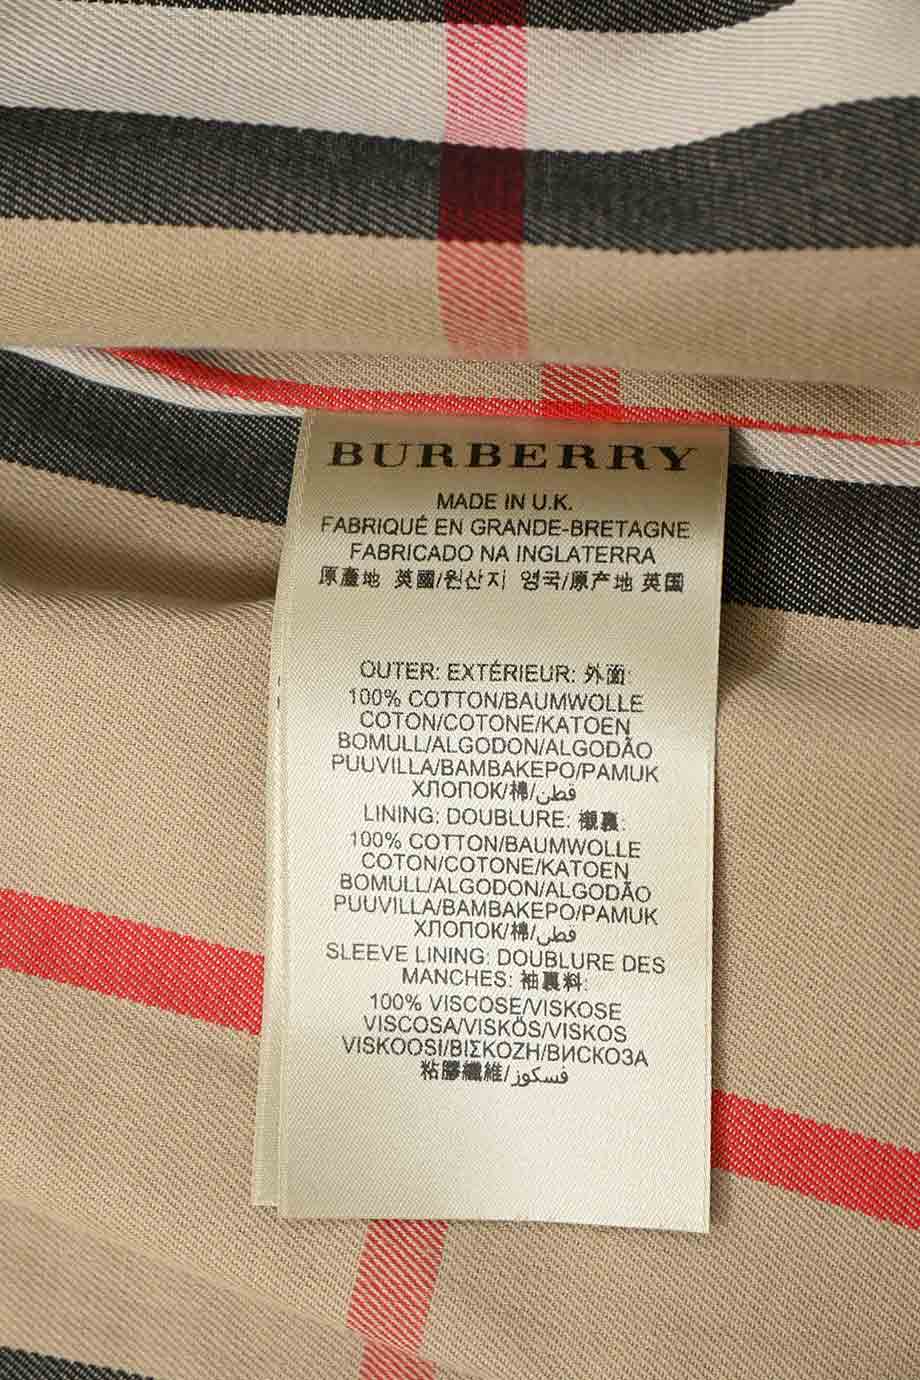 BURBERRY
MADE IN U.K.
FABRIQUÉ EN GRANDE-BRETAGNE
FABRICADO NA INGLATERRA
原產地 英國/원산지 영국/原产地 英国
OUTER: EXTÉRIEUR: 外面:
100% COTTON/BAUMWOLLE
COTON/COTONE/KATOEN
BOMULL/ALGODON/ALGODÃO
PUUVILLA/BAMBAKEPO/PAMUK
ХЛОПОК/棉/قطن
LINING: DOUBLURE: 襯裏:
100% COTTON/BAUMWOLLE
COTON/COTONE/KATOEN
BOMULL/ALGODON/ALGODÃO
PUUVILLA/BAMBAKEPO/PAMUK
ХЛОПОК/棉/قطن
SLEEVE LINING: DOUBLURE DES
MANCHES: 袖裏料:
100% VISCOSE/VISKOSE
VISCOSA/VISKÖS/VISKOS
VISKOOSI/ΒΙΣΚΟΖΗ/ВИСКОЗА
粘膠纖維/فسكوز